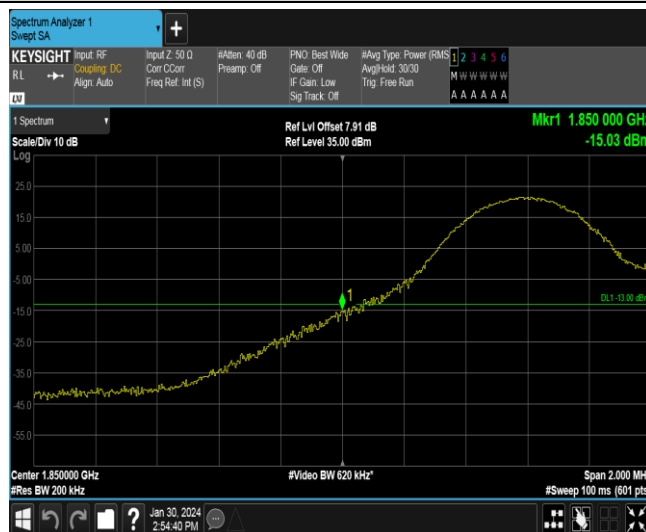 Spectrum Analyzer 1
Swept SA
+
KEYSIGHT Input: RF Input Z: 50 Ω #Atten: 40 dB PNO: Best Wide #Avg Type: Power (RMS 1 2 3 4 5 6
RL Coupling: DC Corr CCorr Preamp: Off Gate: Off Avg|Hold: 30/30 M W W W W W
Align: Auto Freq Ref: Int (S) IF Gain: Low Trig: Free Run
LXI Sig Track: Off A A A A A A
1 Spectrum Ref Lvl Offset 7.91 dB Mkr1 1.850 000 GHz
Scale/Div 10 dB Ref Level 35.00 dBm -15.03 dBm
Log
25.0
15.0
5.00
-5.00
1
DL1 -13.00 dBm
-15.0
-25.0
-35.0
-45.0
-55.0
Center 1.850000 GHz #Video BW 620 kHz* Span 2.000 MH
#Res BW 200 kHz #Sweep 100 ms (601 pts
? Jan 30, 2024
2:54:40 PM